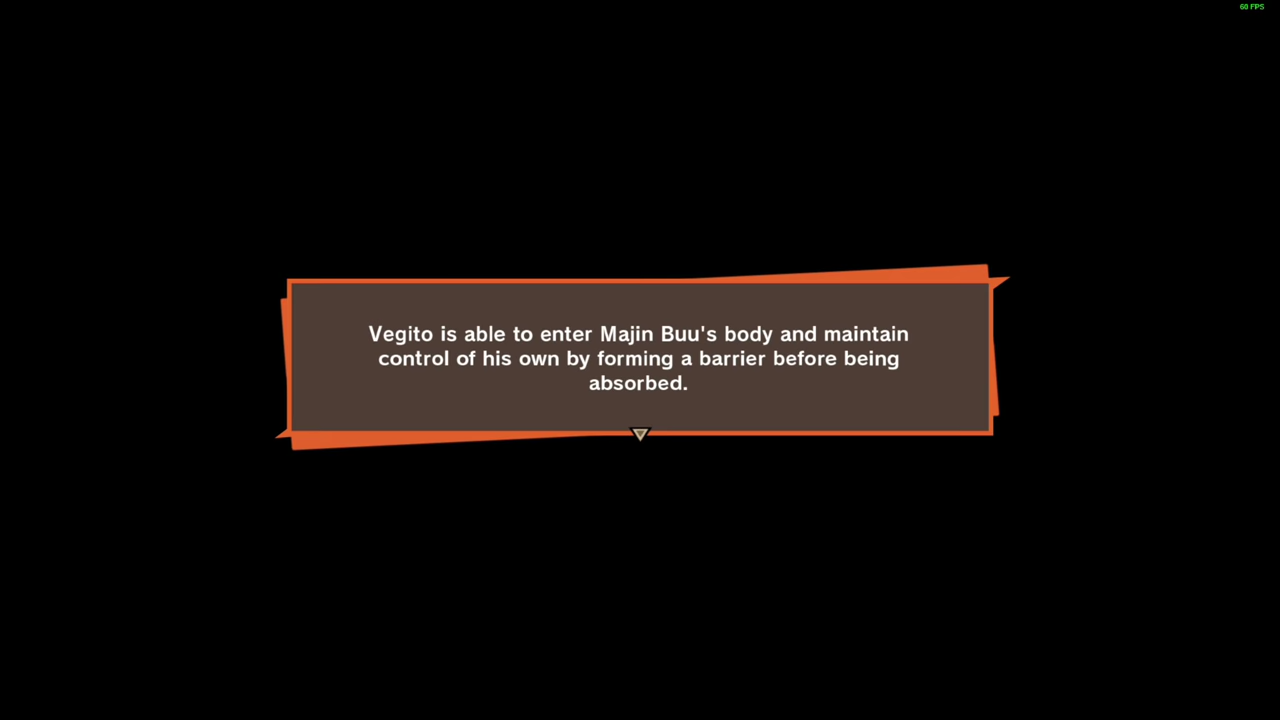 60 FPS
Vegito is able to enter Majin Buu's body and maintain
control of his own by forming a barrier before being
absorbed.